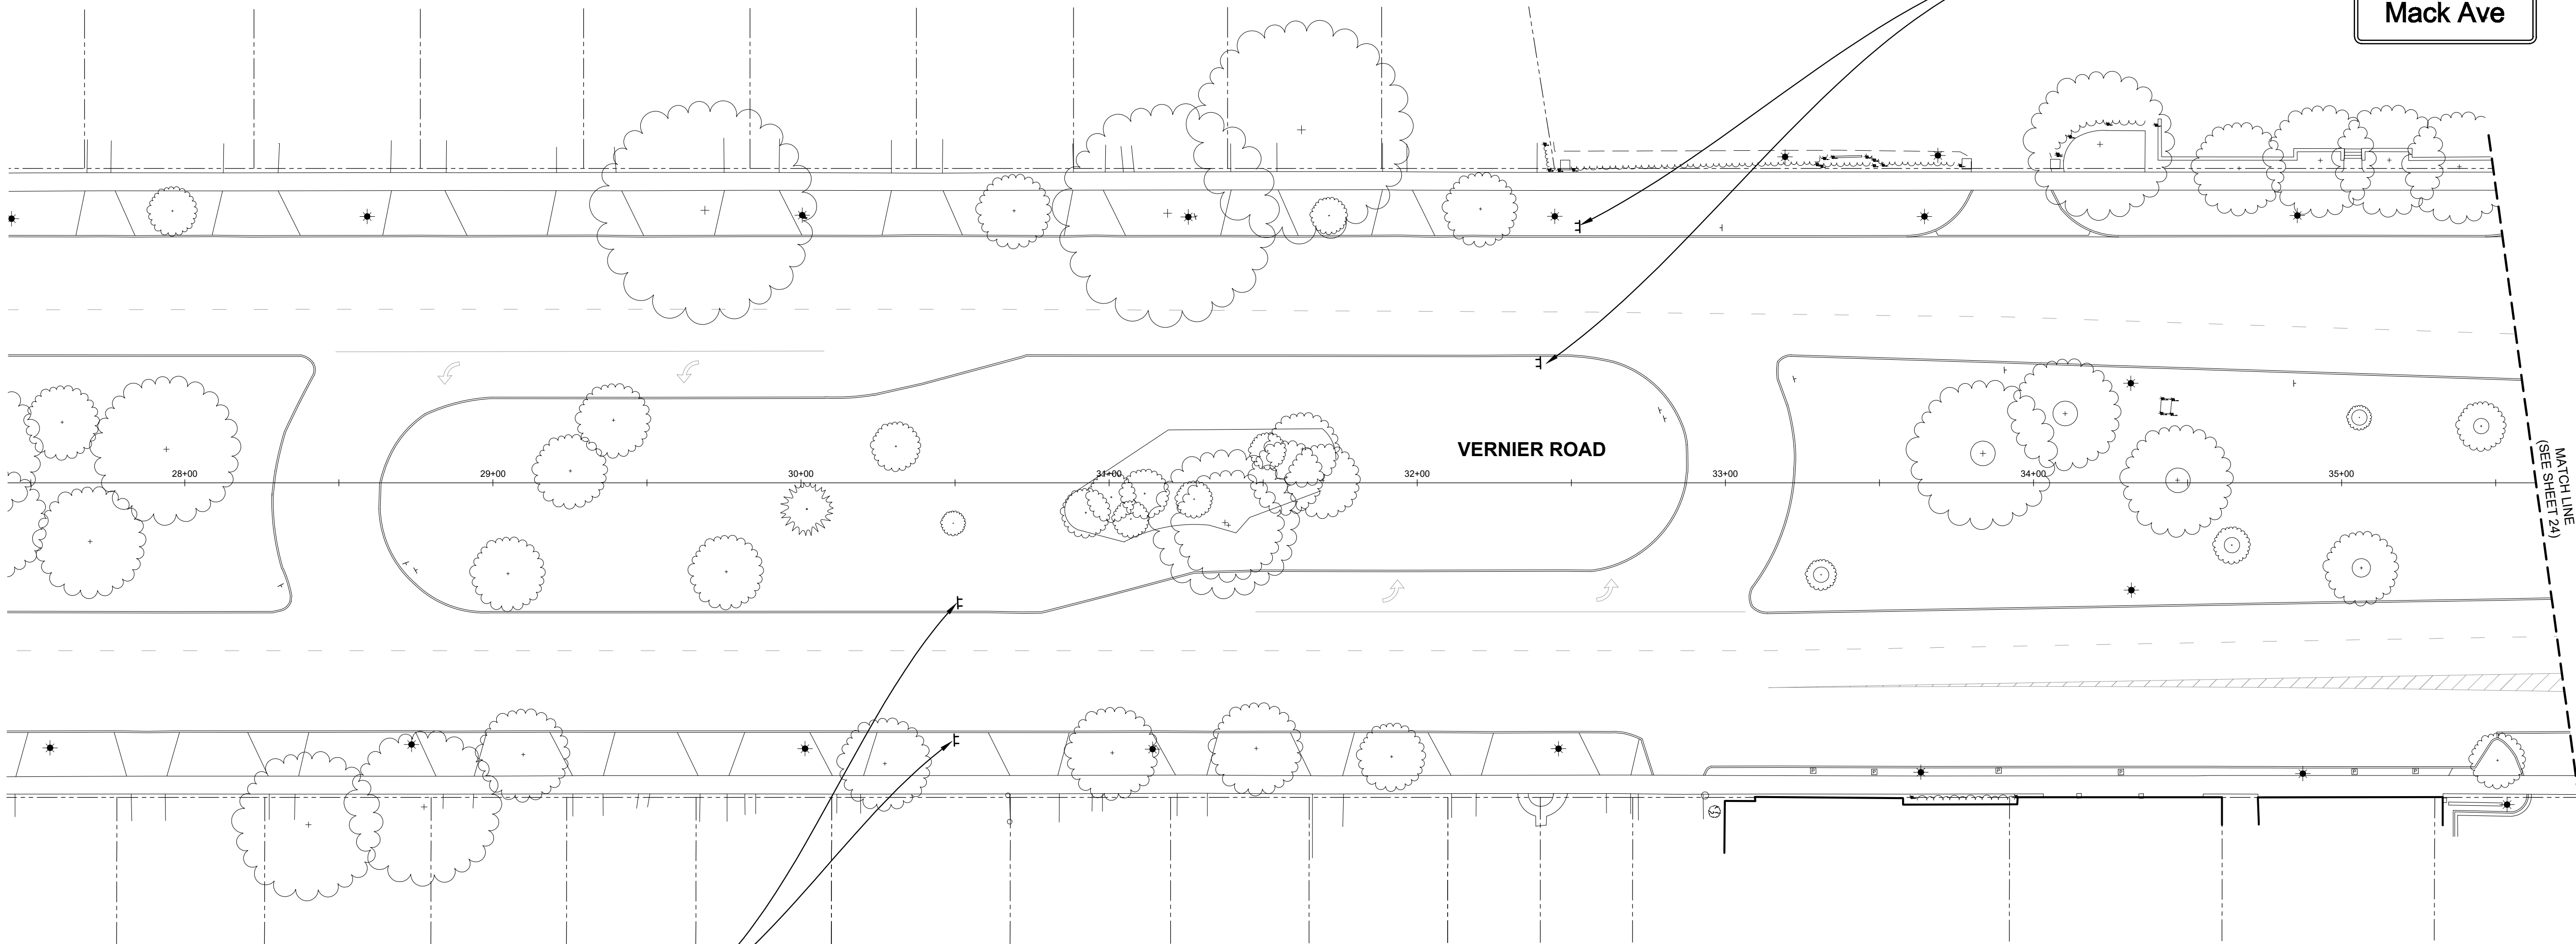 Mack Ave
VERNIER ROAD
28+00
29+00
30+00
31+00
32+00
33+00
34+00
35+00
MATCH LINE
(SEE SHEET 24)
P
P
P
P
P
P